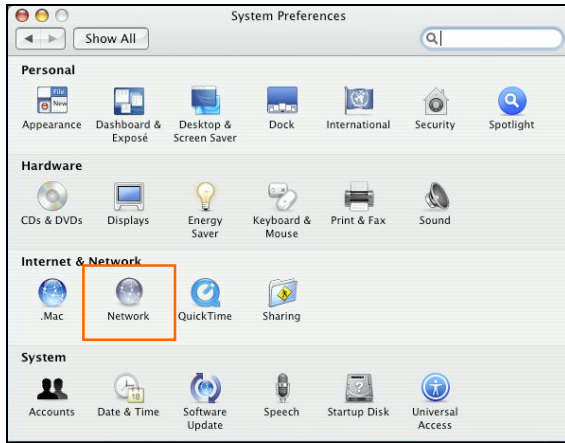 System Preferences
Show All
Personal
File
New
Appearance
Dashboard &
Exposé
Desktop &
Screen Saver
Dock
International
Security
Spotlight
Hardware
CDs & DVDs
Displays
Energy
Saver
Keyboard &
Mouse
Print & Fax
Sound
Internet & Network
.Mac
Network
QuickTime
Sharing
System
18
Accounts
Date & Time
Software
Update
Speech
?
Startup Disk
Universal
Access